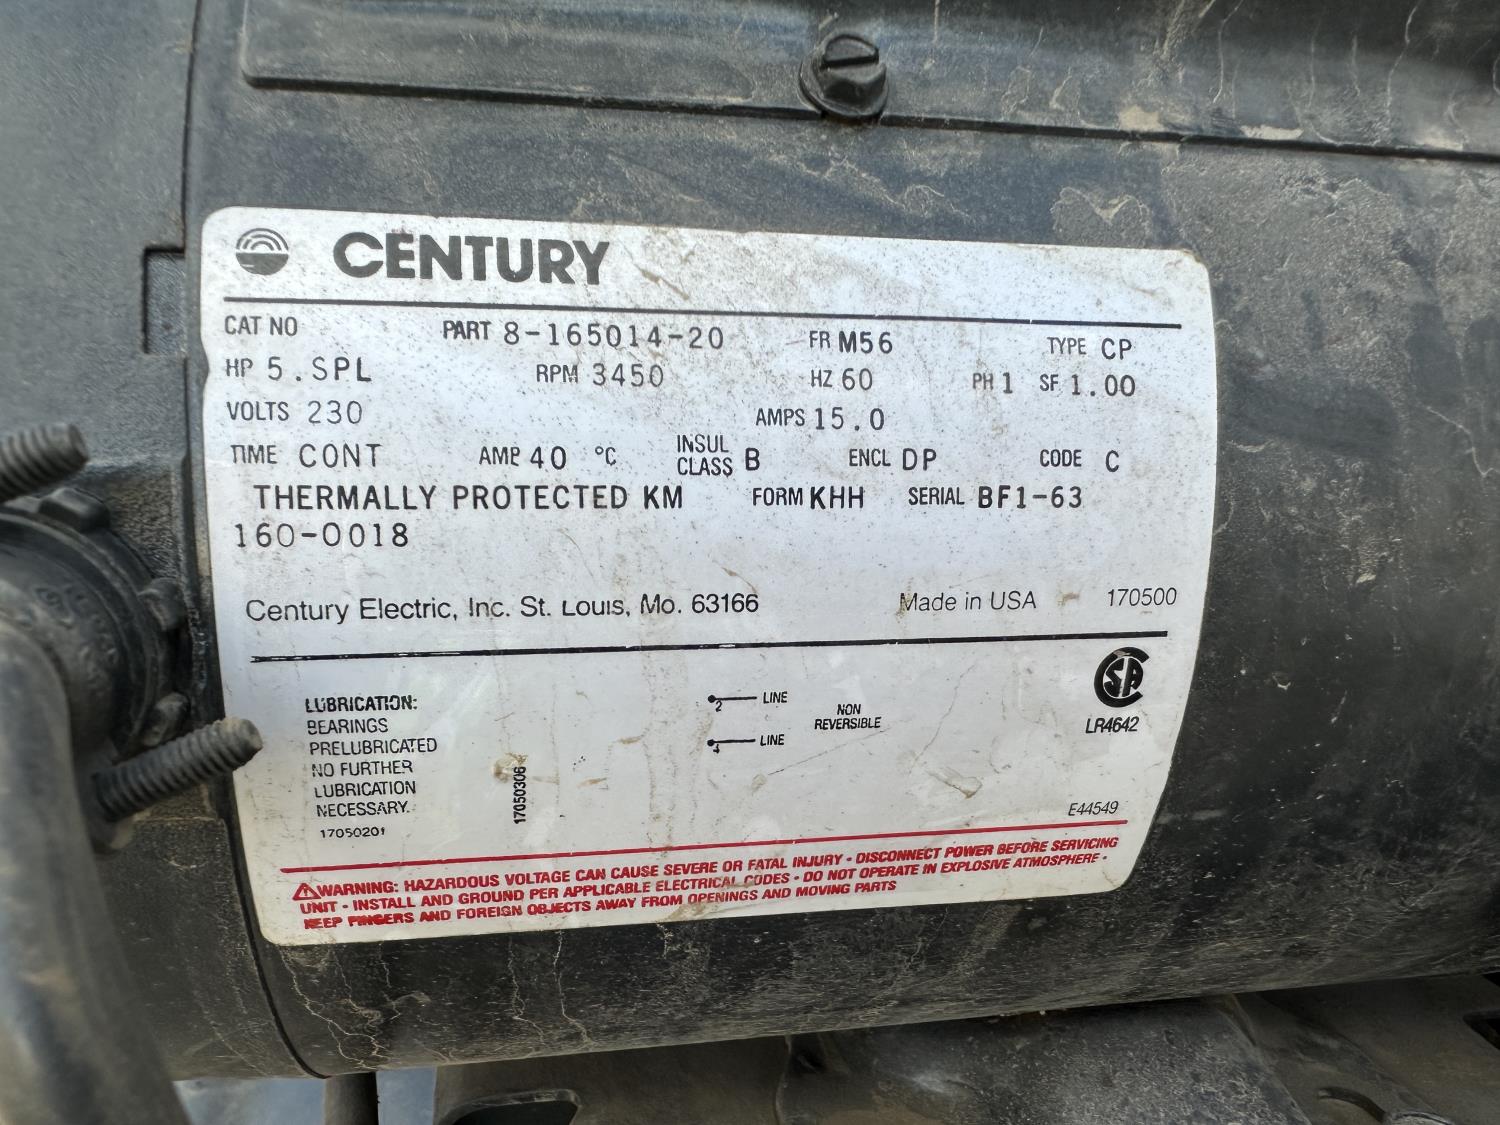 CENTURY
CAT NO PART 8-165014-20 FR M56 TYPE CP
HP 5.SPL RPM 3450 HZ 60 PH 1 SF 1.00
VOLTS 230 AMPS 15.0
TIME CONT AMB 40 °C INSUL CLASS B ENCL DP CODE C
THERMALLY PROTECTED KM FORM KHH SERIAL BF1-63
160-0018
Century Electric, Inc. St. Louis, Mo. 63166 Made in USA 170500
LUBRICATION:
BEARINGS
PRELUBRICATED
NO FURTHER
LUBRICATION
NECESSARY.
17050201
17050306
2 LINE
4 LINE
NON
REVERSIBLE
SA
LR4642
E44549
WARNING: HAZARDOUS VOLTAGE CAN CAUSE SEVERE OR FATAL INJURY - DISCONNECT POWER BEFORE SERVICING
UNIT - INSTALL AND GROUND PER APPLICABLE ELECTRICAL CODES - DO NOT OPERATE IN EXPLOSIVE ATMOSPHERE -
KEEP FINGERS AND FOREIGN OBJECTS AWAY FROM OPENINGS AND MOVING PARTS